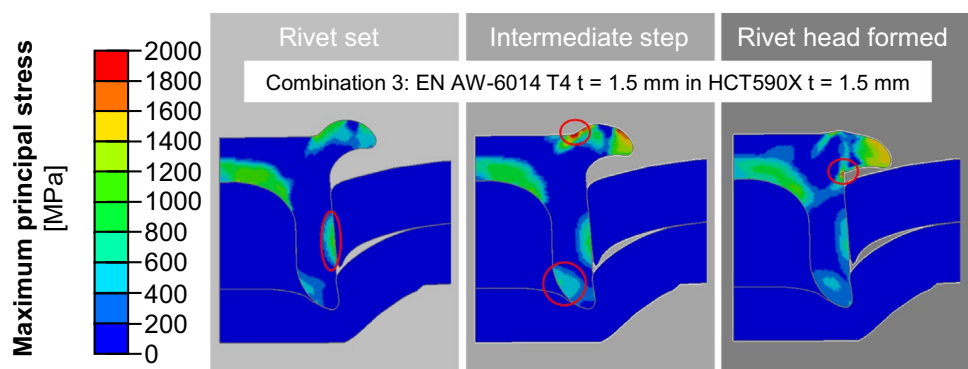 Rivet set
Intermediate step
Rivet head formed
Combination 3: EN AW-6014 T4 t = 1.5 mm in HCT590X t = 1.5 mm
Maximum principal stress
[MPa]
2000
1800
1600
1400
1200
1000
800
600
400
200
0